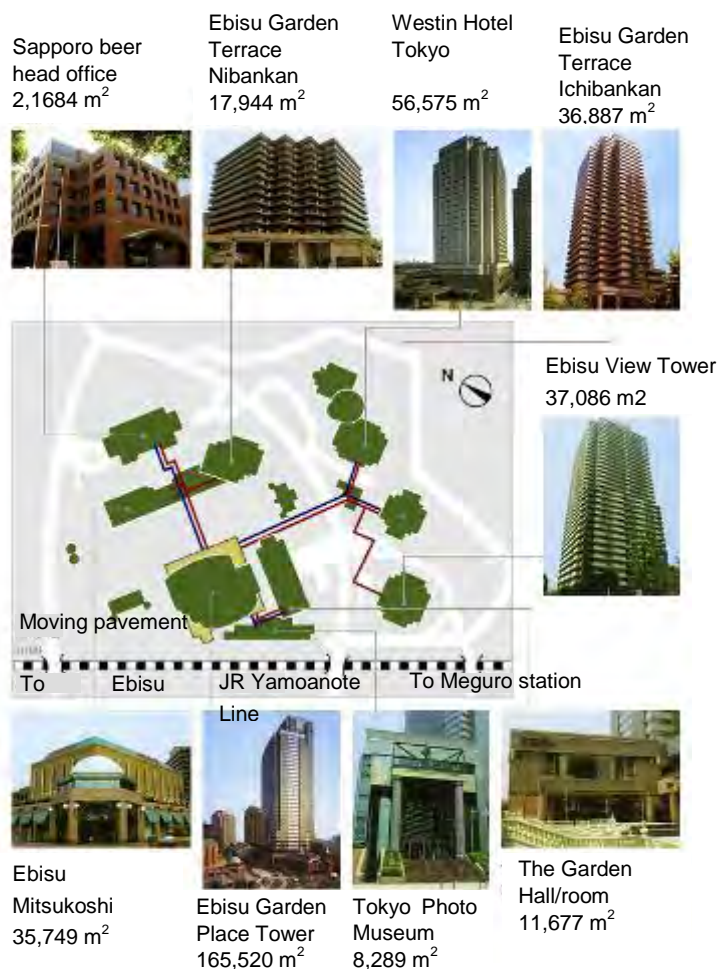 Sapporo beer
head office
2,1684 m²
Ebisu Garden
Terrace
Nibankan
17,944 m²
Westin Hotel
Tokyo
56,575 m²
Ebisu Garden
Terrace
Ichibankan
36,887 m²
N
Ebisu View Tower
37,086 m2
Moving pavement
To Ebisu JR Yamoanote To Meguro station
Line
Ebisu
Mitsukoshi
35,749 m²
Ebisu Garden
Place Tower
165,520 m²
Tokyo Photo
Museum
8,289 m²
The Garden
Hall/room
11,677 m²